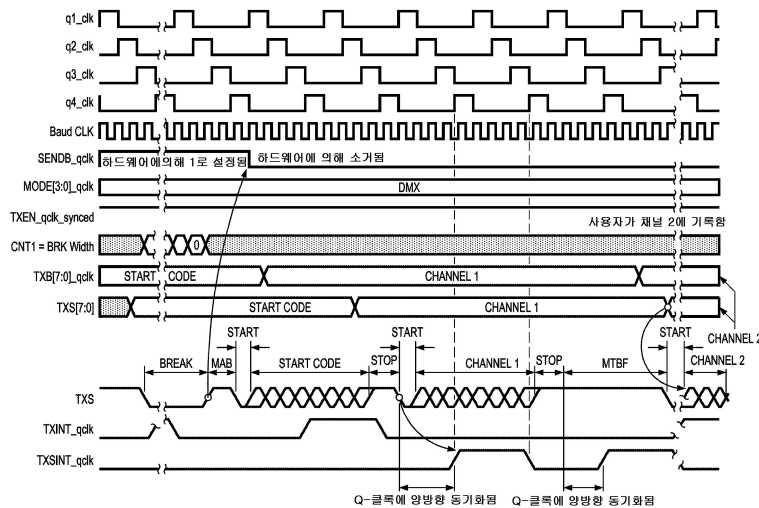 q1_clk
q2_clk
q3_clk
q4_clk
Baud CLK
SENDB_qclk
하드웨어에의해 1로 설정됨
하드웨어에 의해 소거됨
MODE[3:0]_qclk
DMX
TXEN_qclk_synced
사용자가 채널 2에 기록함
CNT1 = BRK Width
0
TXB[7:0]_qclk
START CODE
CHANNEL 1
TXS[7:0]
START CODE
CHANNEL 1
CHANNEL 2
START
START
START
BREAK
MAB
START CODE
STOP
CHANNEL 1
STOP
MTBF
CHANNEL 2
TXS
TXINT_qclk
TXSINT_qclk
Q-클록에 양방향 동기화됨
Q-클록에 양방향 동기화됨